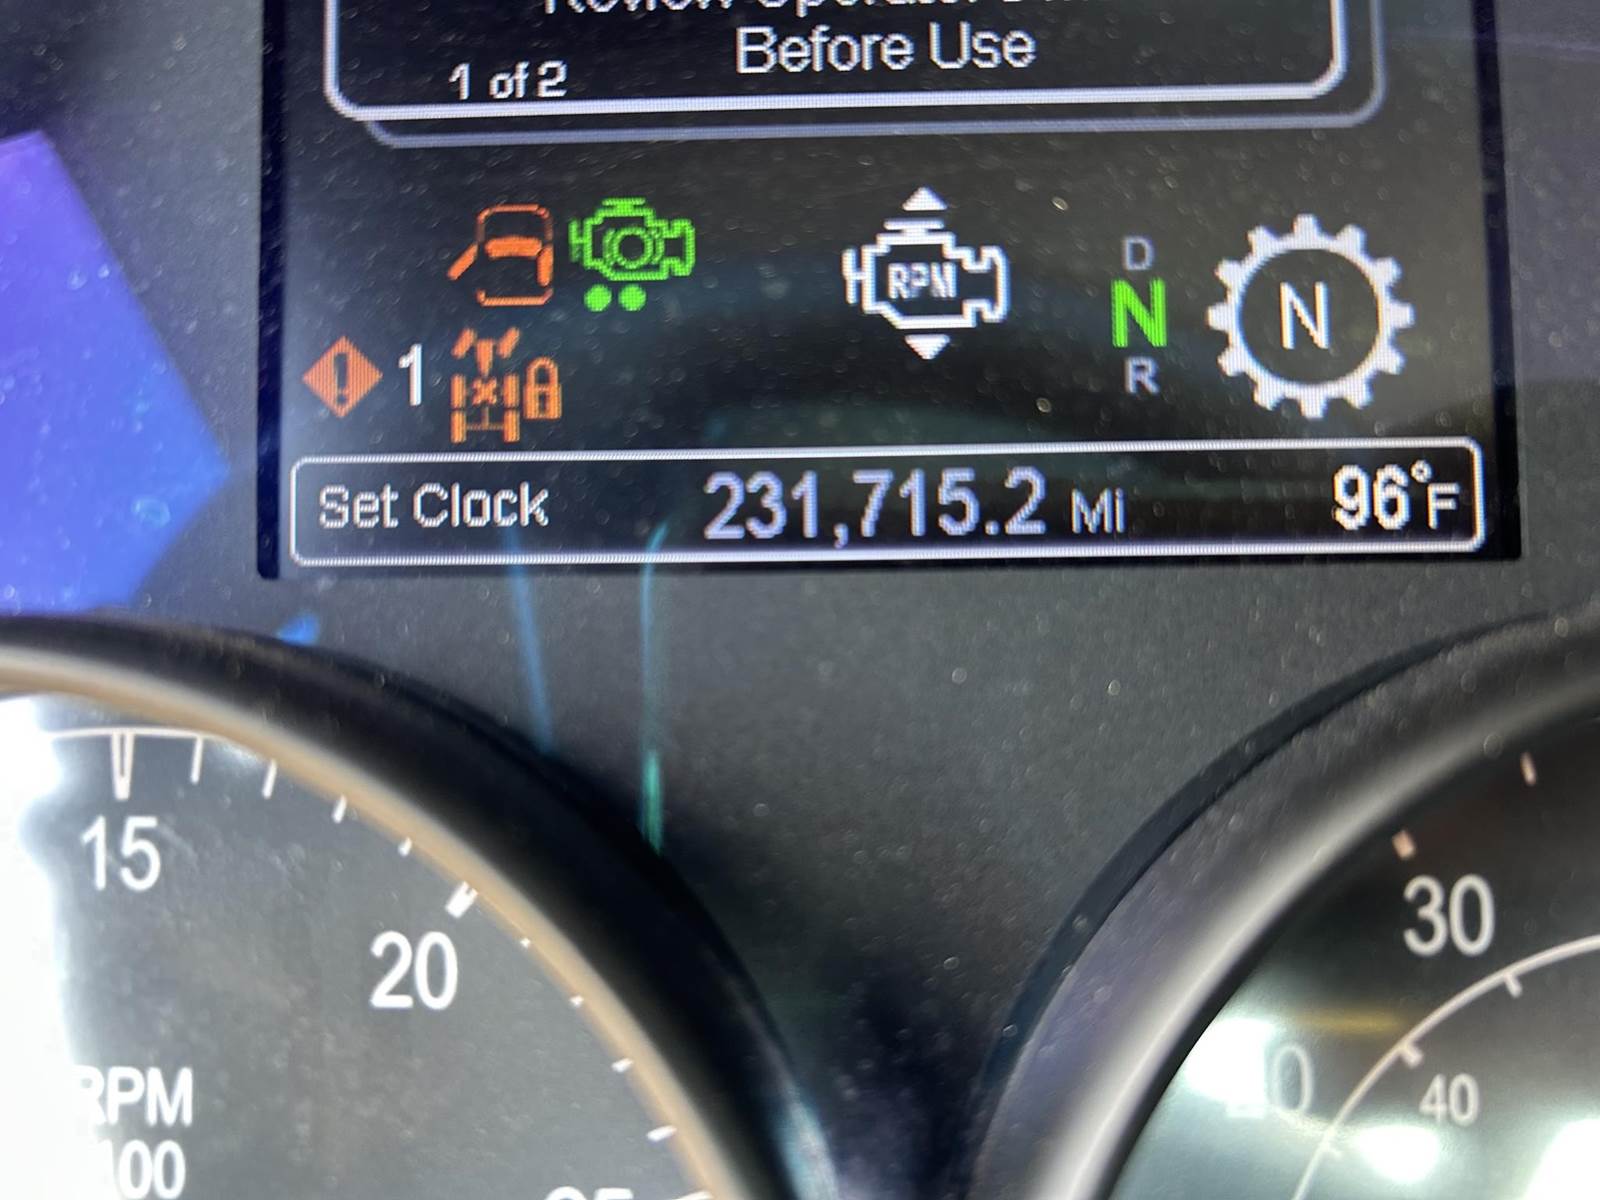 Before Use
1 of 2
RPM
D
N
R
N
1
Set Clock 231,715.2 Mi 96°F
15
20
RPM
100
30
40